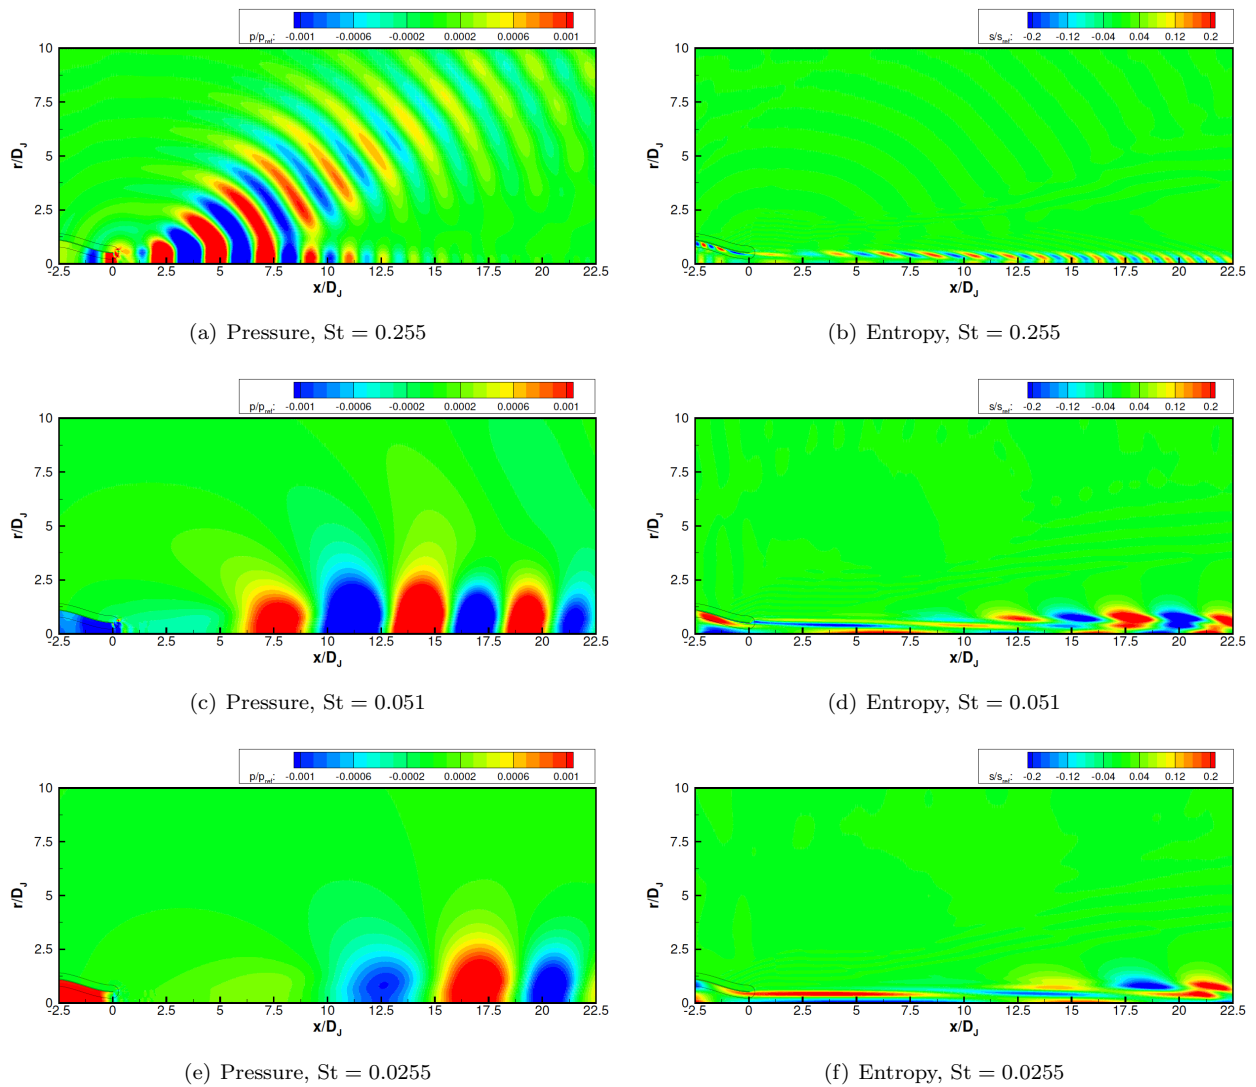 p/p_ref: -0.001 -0.0006 -0.0002 0.0002 0.0006 0.001
s/s_ref: -0.2 -0.12 -0.04 0.04 0.12 0.2
10
7.5
5
2.5
0
r/D_J
-2.5 0 2.5 5 7.5 10 12.5 15 17.5 20 22.5
x/D_J
10
7.5
5
2.5
0
r/D_J
-2.5 0 2.5 5 7.5 10 12.5 15 17.5 20 22.5
x/D_J
(a) Pressure, St = 0.255
(b) Entropy, St = 0.255
p/p_ref: -0.001 -0.0006 -0.0002 0.0002 0.0006 0.001
s/s_ref: -0.2 -0.12 -0.04 0.04 0.12 0.2
10
7.5
5
2.5
0
r/D_J
-2.5 0 2.5 5 7.5 10 12.5 15 17.5 20 22.5
x/D_J
10
7.5
5
2.5
0
r/D_J
-2.5 0 2.5 5 7.5 10 12.5 15 17.5 20 22.5
x/D_J
(c) Pressure, St = 0.051
(d) Entropy, St = 0.051
p/p_ref: -0.001 -0.0006 -0.0002 0.0002 0.0006 0.001
s/s_ref: -0.2 -0.12 -0.04 0.04 0.12 0.2
10
7.5
5
2.5
0
r/D_J
-2.5 0 2.5 5 7.5 10 12.5 15 17.5 20 22.5
x/D_J
10
7.5
5
2.5
0
r/D_J
-2.5 0 2.5 5 7.5 10 12.5 15 17.5 20 22.5
x/D_J
(e) Pressure, St = 0.0255
(f) Entropy, St = 0.0255